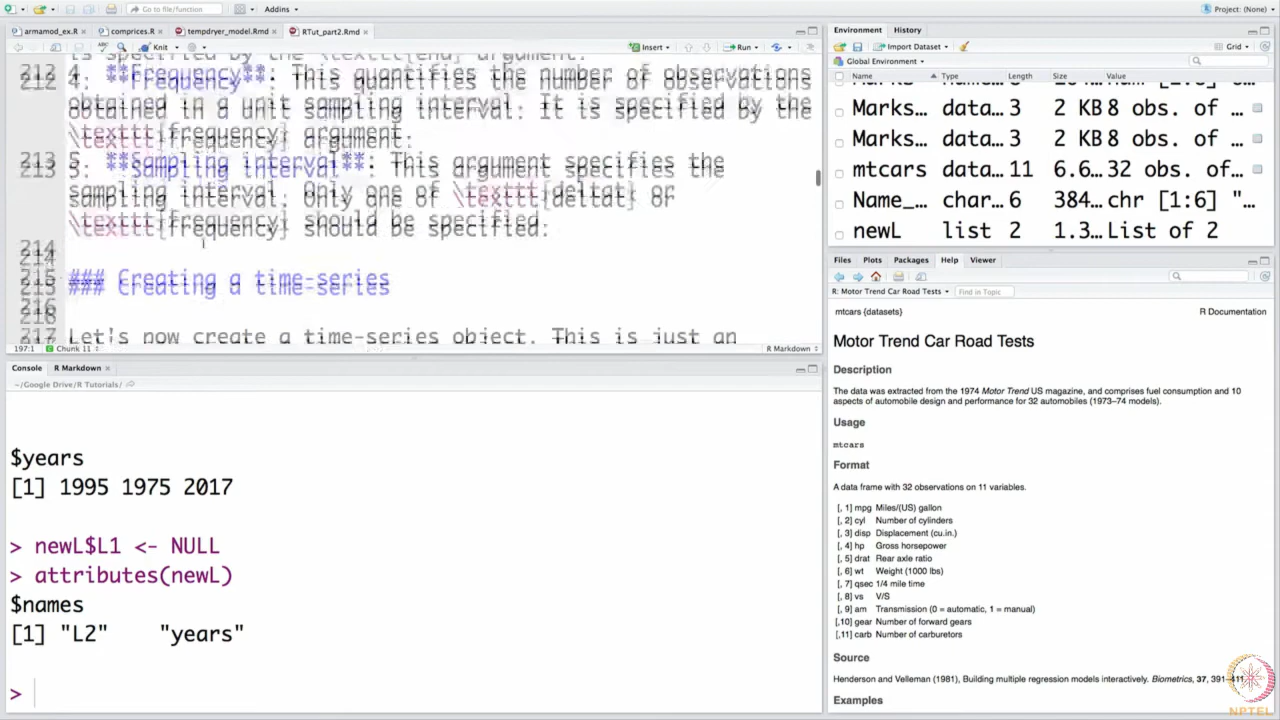 Go to file/function
Addins
Project: (None)
armamod_ex.R
comprices.R
tempdryer_model.Rmd
RTut_part2.Rmd
Knit
Insert
Run
212 4. **Frequency**: This quantifies the number of observations
obtained in a unit sampling interval. It is specified by the
\texttt{frequency} argument.
213 5. **Sampling interval**: This argument specifies the
sampling interval. Only one of \texttt{deltat} or
\texttt{frequency} should be specified.
214
215 ### Creating a time-series
216
217 Let's now create a time-series object. This is just an
197:1
Chunk 11
R Markdown
Console
R Markdown
~/Google Drive/R Tutorials/
$years
[1] 1995 1975 2017
> newL$L1 <- NULL
> attributes(newL)
$names
[1] "L2" "years"
>
Environment
History
Import Dataset
Grid
Global Environment
Name Type Length Size Value
Marks... data... 3 2 KB 8 obs. of ...
Marks... data... 3 2 KB 8 obs. of ...
mtcars data... 11 6.6... 32 obs. of...
Name_... char... 6 384... chr [1:6] "...
newL list 2 1.3... List of 2
Files
Plots
Packages
Help
Viewer
R: Motor Trend Car Road Tests
Find in Topic
mtcars {datasets}
R Documentation
Motor Trend Car Road Tests
Description
The data was extracted from the 1974 Motor Trend US magazine, and comprises fuel consumption and 10
aspects of automobile design and performance for 32 automobiles (1973–74 models).
Usage
mtcars
Format
A data frame with 32 observations on 11 variables.
[, 1] mpg Miles/(US) gallon
[, 2] cyl Number of cylinders
[, 3] disp Displacement (cu.in.)
[, 4] hp Gross horsepower
[, 5] drat Rear axle ratio
[, 6] wt Weight (1000 lbs)
[, 7] qsec 1/4 mile time
[, 8] vs V/S
[, 9] am Transmission (0 = automatic, 1 = manual)
[,10] gear Number of forward gears
[,11] carb Number of carburetors
Source
Henderson and Velleman (1981), Building multiple regression models interactively. Biometrics, 37, 391–411.
Examples
NPTEL